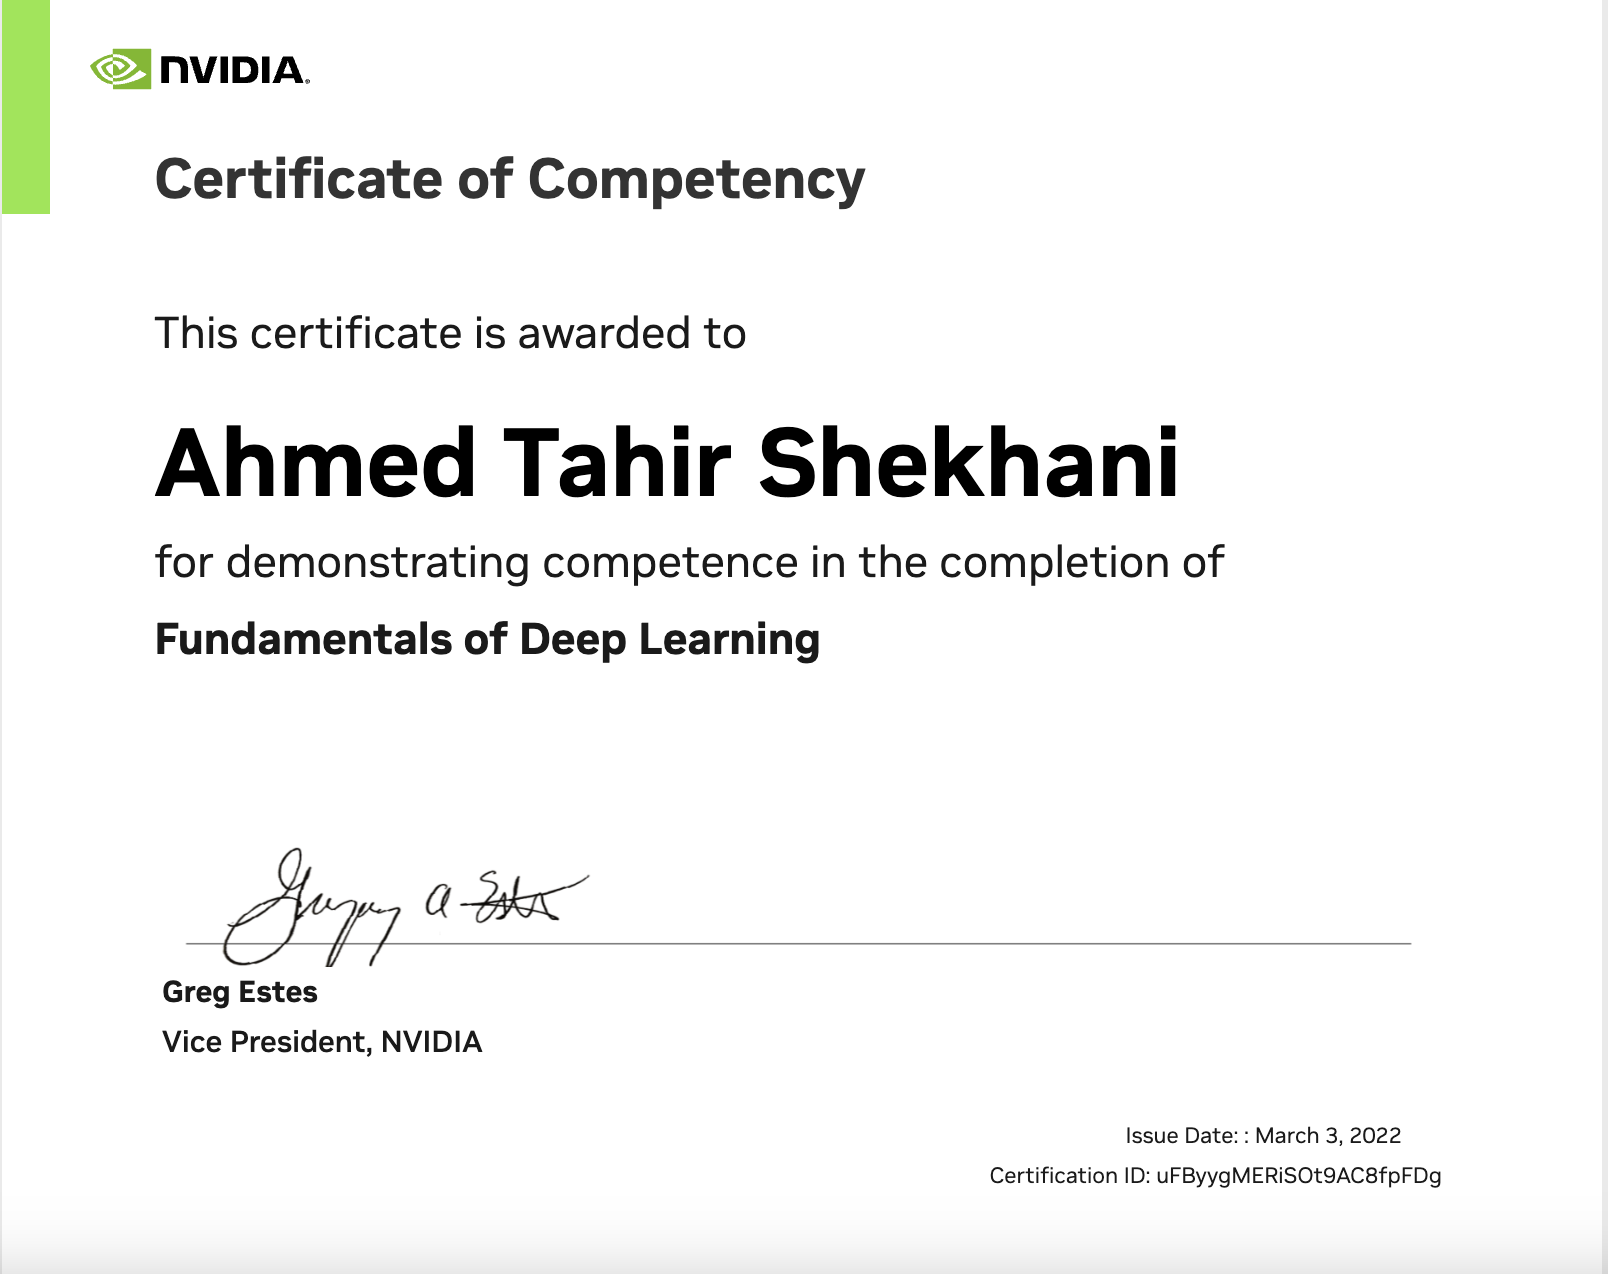 NVIDIA.
Certificate of Competency
This certificate is awarded to
Ahmed Tahir Shekhani
for demonstrating competence in the completion of
Fundamentals of Deep Learning
Gregory A Estes
Greg Estes
Vice President, NVIDIA
Issue Date: : March 3, 2022
Certification ID: uFByygMERiSOt9AC8fpFDg